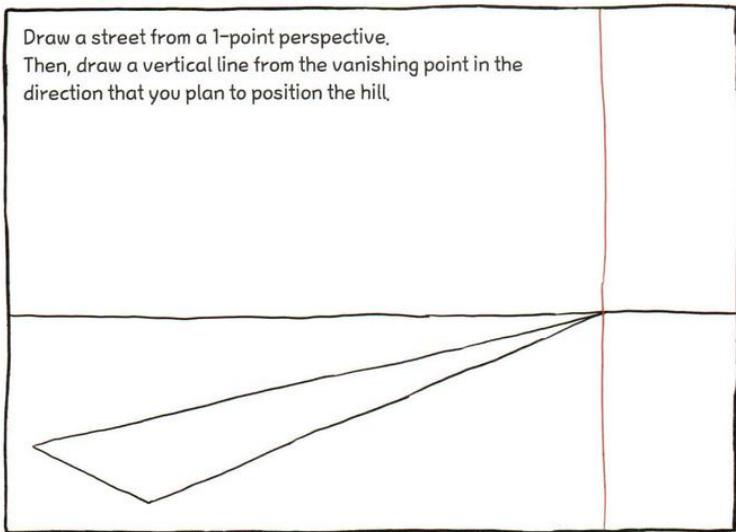 Draw a street from a 1-point perspective.
Then, draw a vertical line from the vanishing point in the
direction that you plan to position the hill.